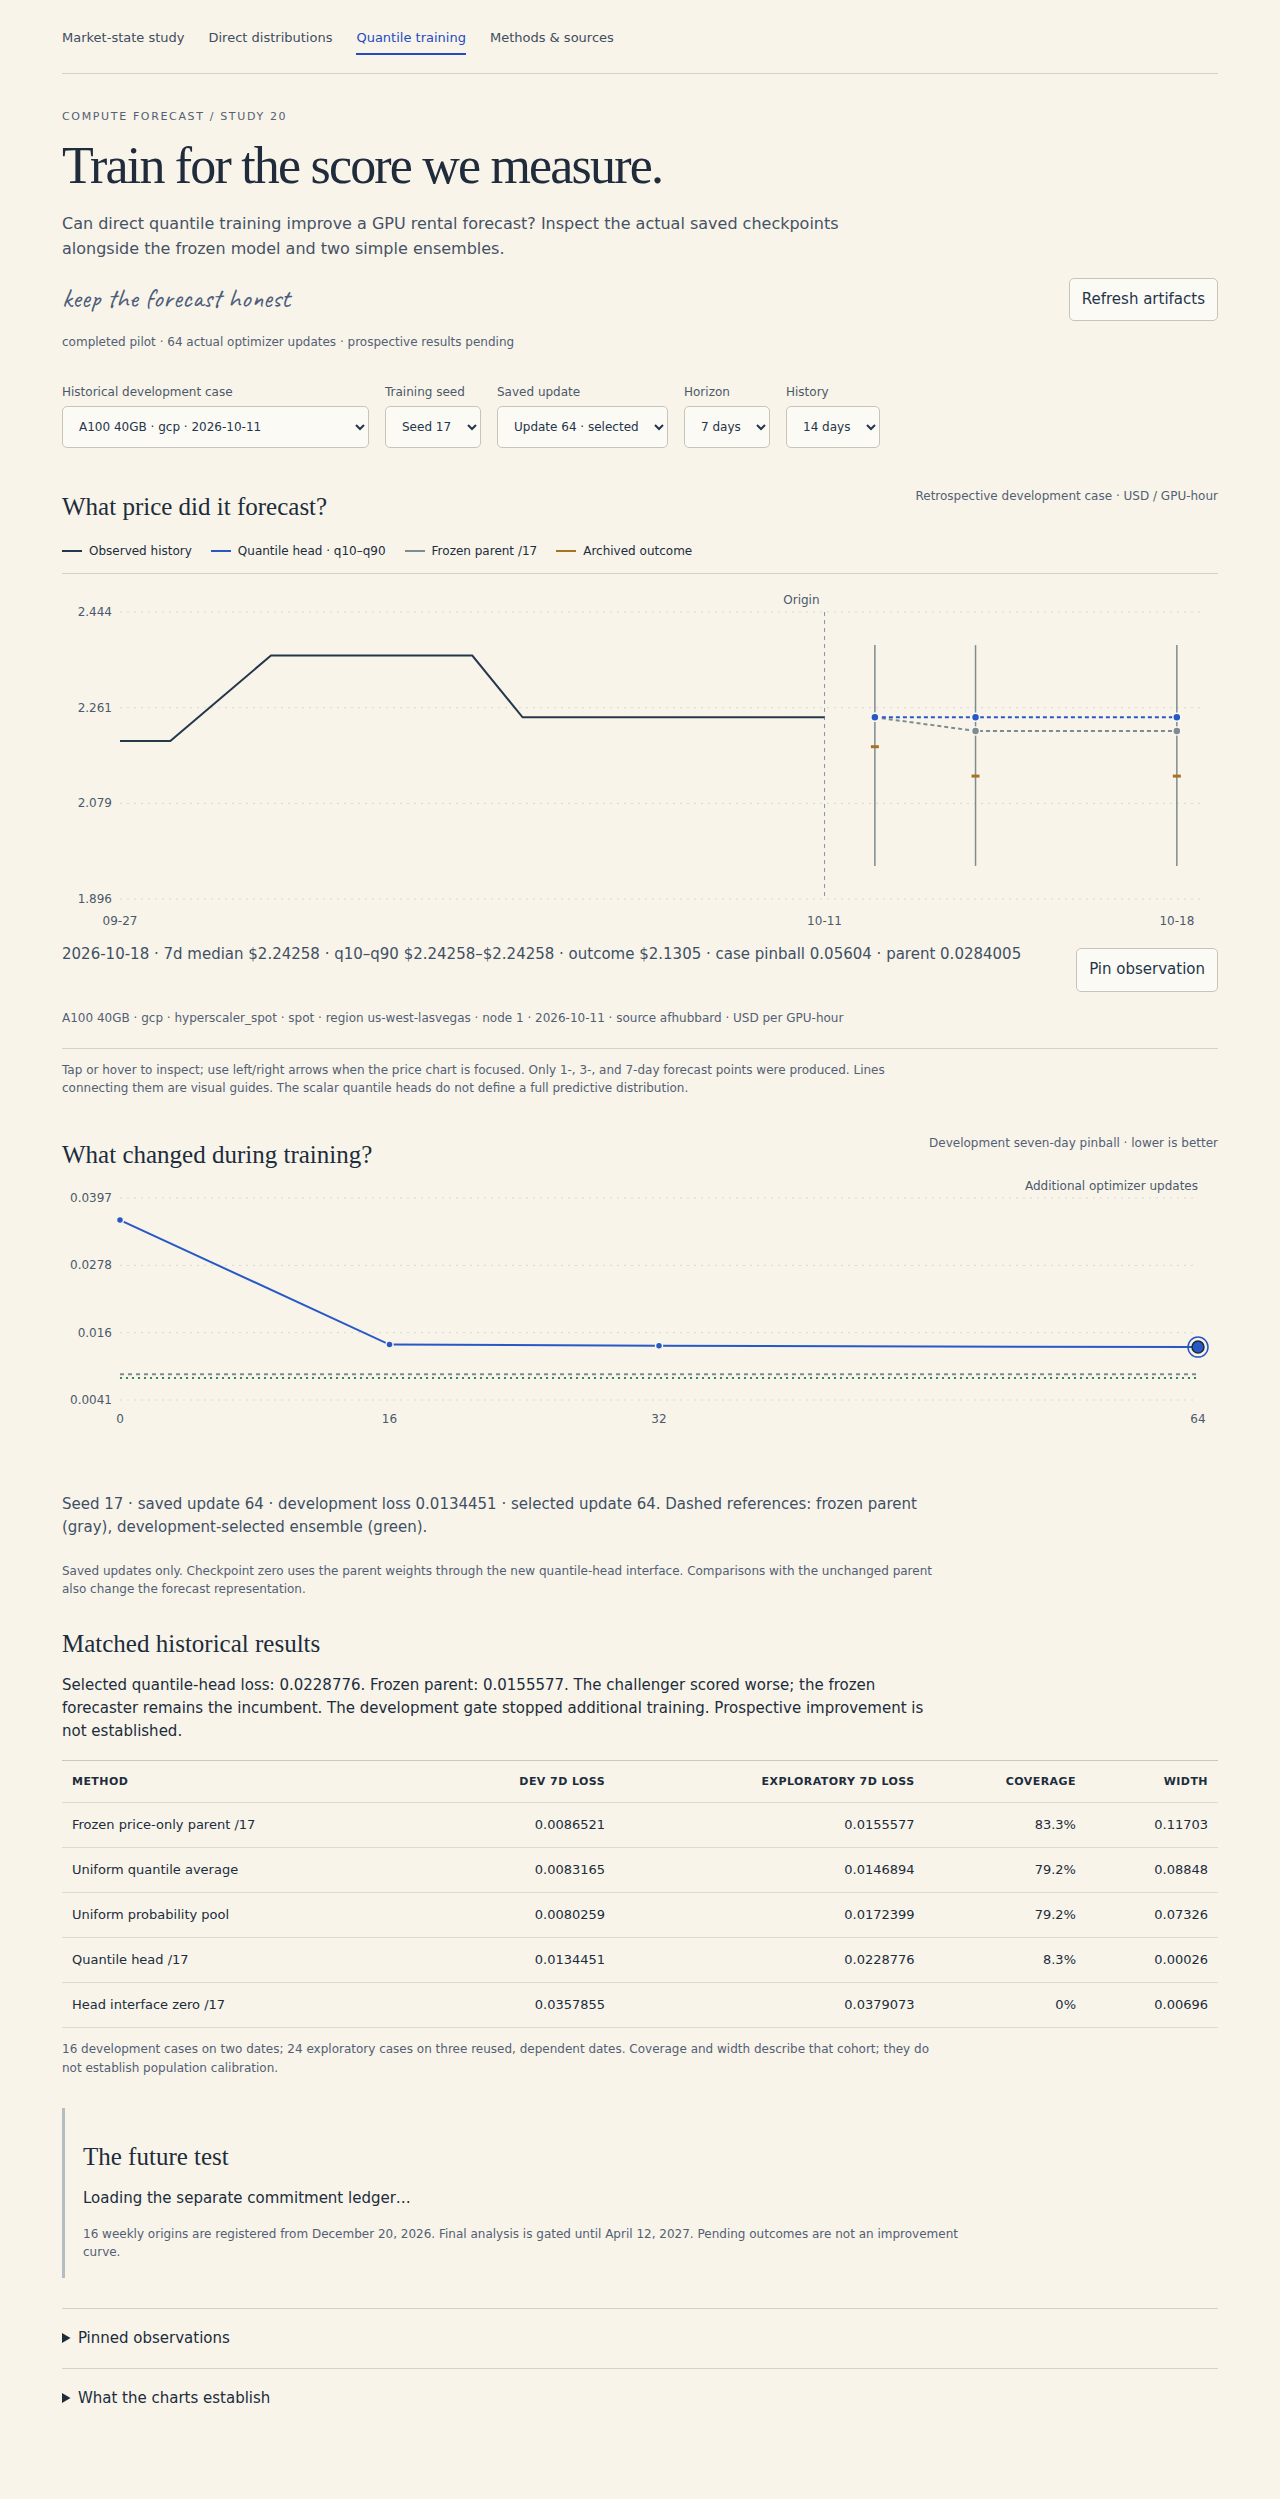 Market-state study Direct distributions Quantile training Methods & sources
COMPUTE FORECAST / STUDY 20
Train for the score we measure.
Can direct quantile training improve a GPU rental forecast? Inspect the actual saved checkpoints
alongside the frozen model and two simple ensembles.
keep the forecast honest
Refresh artifacts
completed pilot · 64 actual optimizer updates · prospective results pending
Historical development case Training seed Saved update Horizon History
A100 40GB · gcp · 2026-10-11 Seed 17 Update 64 · selected 7 days 14 days
What price did it forecast?
Retrospective development case · USD / GPU-hour
Observed history Quantile head · q10–q90 Frozen parent /17 Archived outcome
Origin
2.444
2.261
2.079
1.896
09-27 10-11 10-18
2026-10-18 · 7d median $2.24258 · q10–q90 $2.24258–$2.24258 · outcome $2.1305 · case pinball 0.05604 · parent 0.0284005
Pin observation
A100 40GB · gcp · hyperscaler_spot · spot · region us-west-lasvegas · node 1 · 2026-10-11 · source afhubbard · USD per GPU-hour
Tap or hover to inspect; use left/right arrows when the price chart is focused. Only 1-, 3-, and 7-day forecast points were produced. Lines
connecting them are visual guides. The scalar quantile heads do not define a full predictive distribution.
What changed during training?
Development seven-day pinball · lower is better
Additional optimizer updates
0.0397
0.0278
0.016
0.0041
0 16 32 64
Seed 17 · saved update 64 · development loss 0.0134451 · selected update 64. Dashed references: frozen parent
(gray), development-selected ensemble (green).
Saved updates only. Checkpoint zero uses the parent weights through the new quantile-head interface. Comparisons with the unchanged parent
also change the forecast representation.
Matched historical results
Selected quantile-head loss: 0.0228776. Frozen parent: 0.0155577. The challenger scored worse; the frozen
forecaster remains the incumbent. The development gate stopped additional training. Prospective improvement is
not established.
METHOD DEV 7D LOSS EXPLORATORY 7D LOSS COVERAGE WIDTH
Frozen price-only parent /17 0.0086521 0.0155577 83.3% 0.11703
Uniform quantile average 0.0083165 0.0146894 79.2% 0.08848
Uniform probability pool 0.0080259 0.0172399 79.2% 0.07326
Quantile head /17 0.0134451 0.0228776 8.3% 0.00026
Head interface zero /17 0.0357855 0.0379073 0% 0.00696
16 development cases on two dates; 24 exploratory cases on three reused, dependent dates. Coverage and width describe that cohort; they do
not establish population calibration.
The future test
Loading the separate commitment ledger…
16 weekly origins are registered from December 20, 2026. Final analysis is gated until April 12, 2027. Pending outcomes are not an improvement
curve.
Pinned observations
What the charts establish